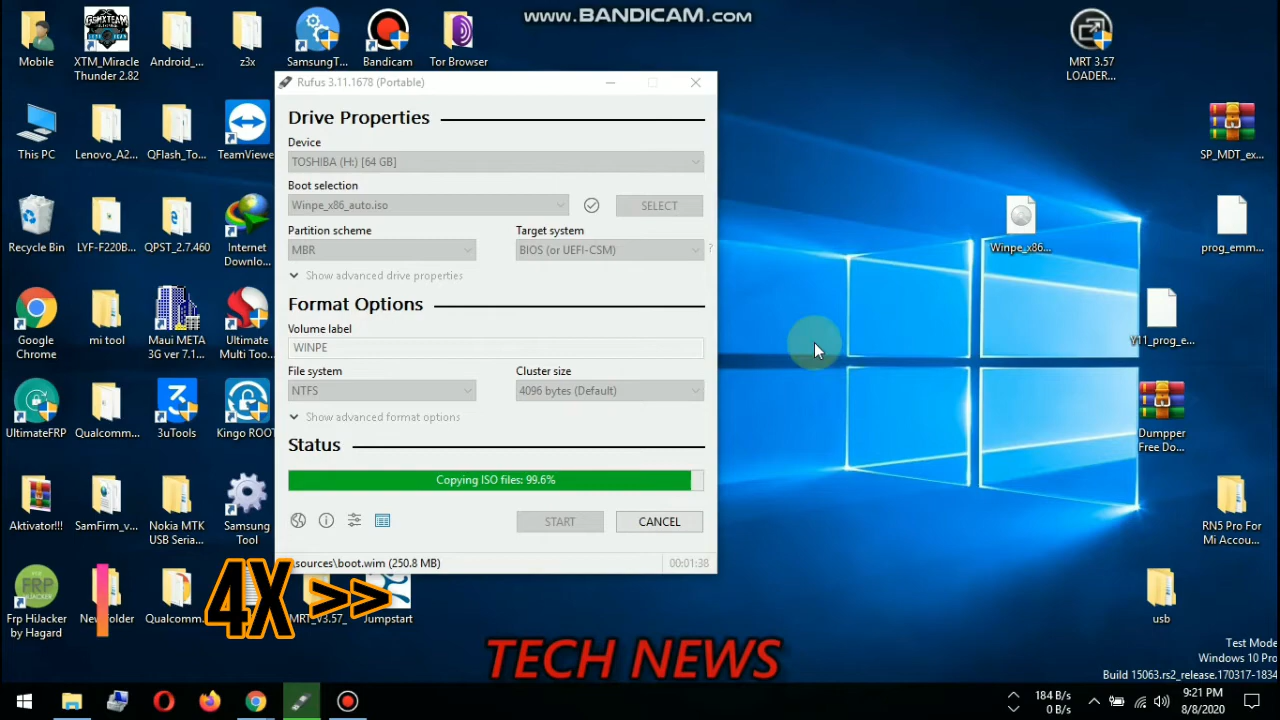 www.BANDICAM.com
Mobile
XTM_Miracle
Thunder 2.82
Android_...
z3x
SamsungT...
Bandicam
Tor Browser
MRT 3.57
LOADER...
This PC
Lenovo_A2...
QFlash_To...
TeamViewe
SP_MDT_ex...
Recycle Bin
LYF-F220B...
QPST_2.7.460
Internet
Downlo...
Winpe_x86...
prog_emm...
Google
Chrome
mi tool
Maui META
3G ver 7.1...
Ultimate
Multi Too...
Y11_prog_e...
UltimateFRP
Qualcomm...
3uTools
Kingo ROOT
Dumpper
Free Do...
Aktivator!!!
SamFirm_v...
Nokia MTK
USB Seria...
Samsung
Tool
RN5 Pro For
Mi Accou...
FRP
Frp HiJacker
by Hagard
New folder
Qualcomm...
MRT_v3.57_
Jumpstart
usb
Rufus 3.11.1678 (Portable)
Drive Properties
Device
TOSHIBA (H:) [64 GB]
Boot selection
Winpe_x86_auto.iso
SELECT
Partition scheme
Target system
MBR
BIOS (or UEFI-CSM)
?
Show advanced drive properties
Format Options
Volume label
WINPE
File system
Cluster size
NTFS
4096 bytes (Default)
Show advanced format options
Status
Copying ISO files: 99.6%
START
CANCEL
\sources\boot.wim (250.8 MB)
00:01:38
4X >>
TECH NEWS
Test Mode
Windows 10 Pro
Build 15063.rs2_release.170317-1834
184 B/s
0 B/s
9:21 PM
8/8/2020